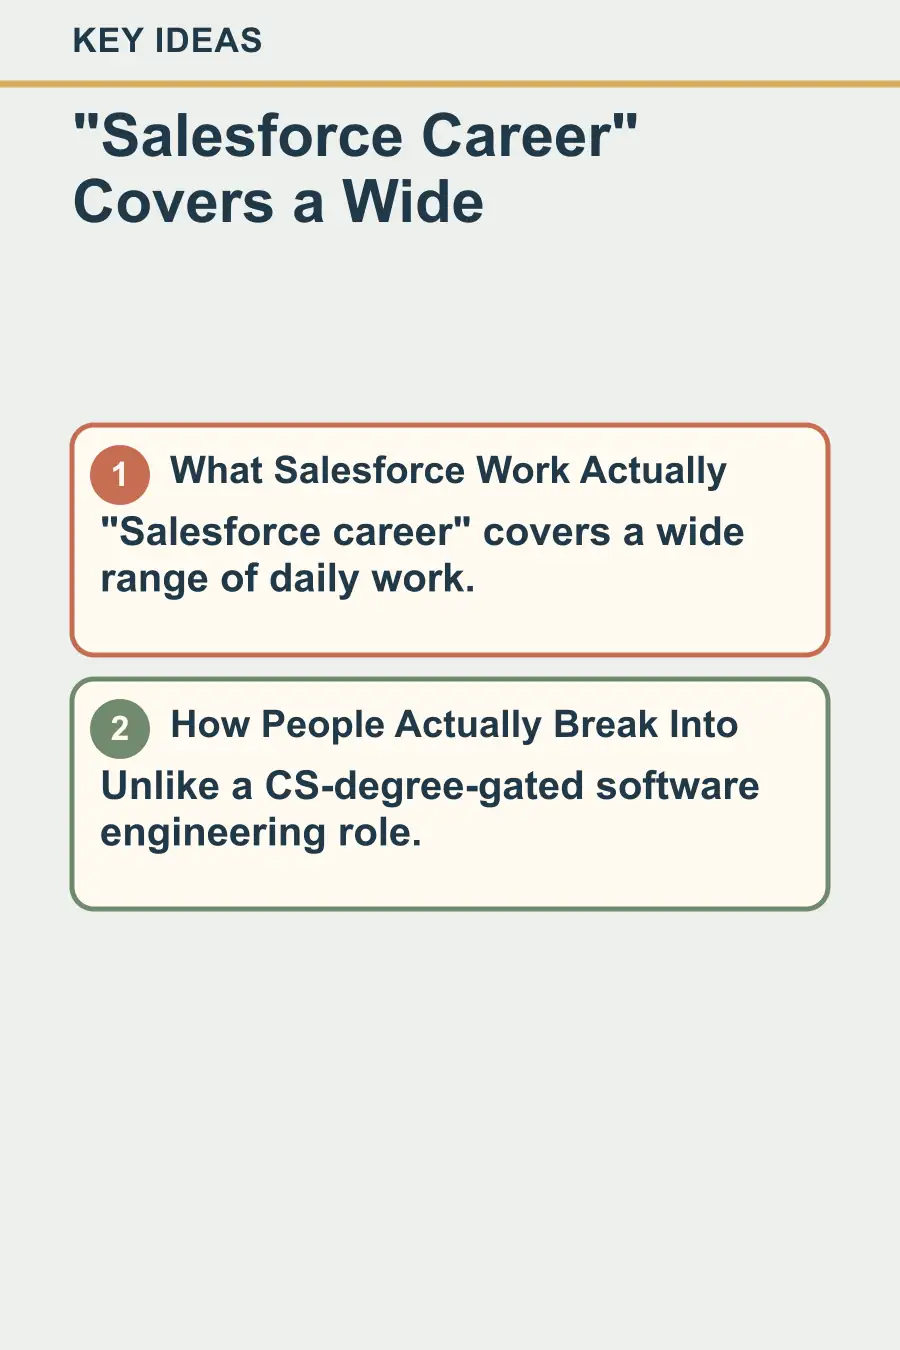 KEY IDEAS
"Salesforce Career"
Covers a Wide
1 What Salesforce Work Actually
"Salesforce career" covers a wide
range of daily work.
2 How People Actually Break Into
Unlike a CS-degree-gated software
engineering role.